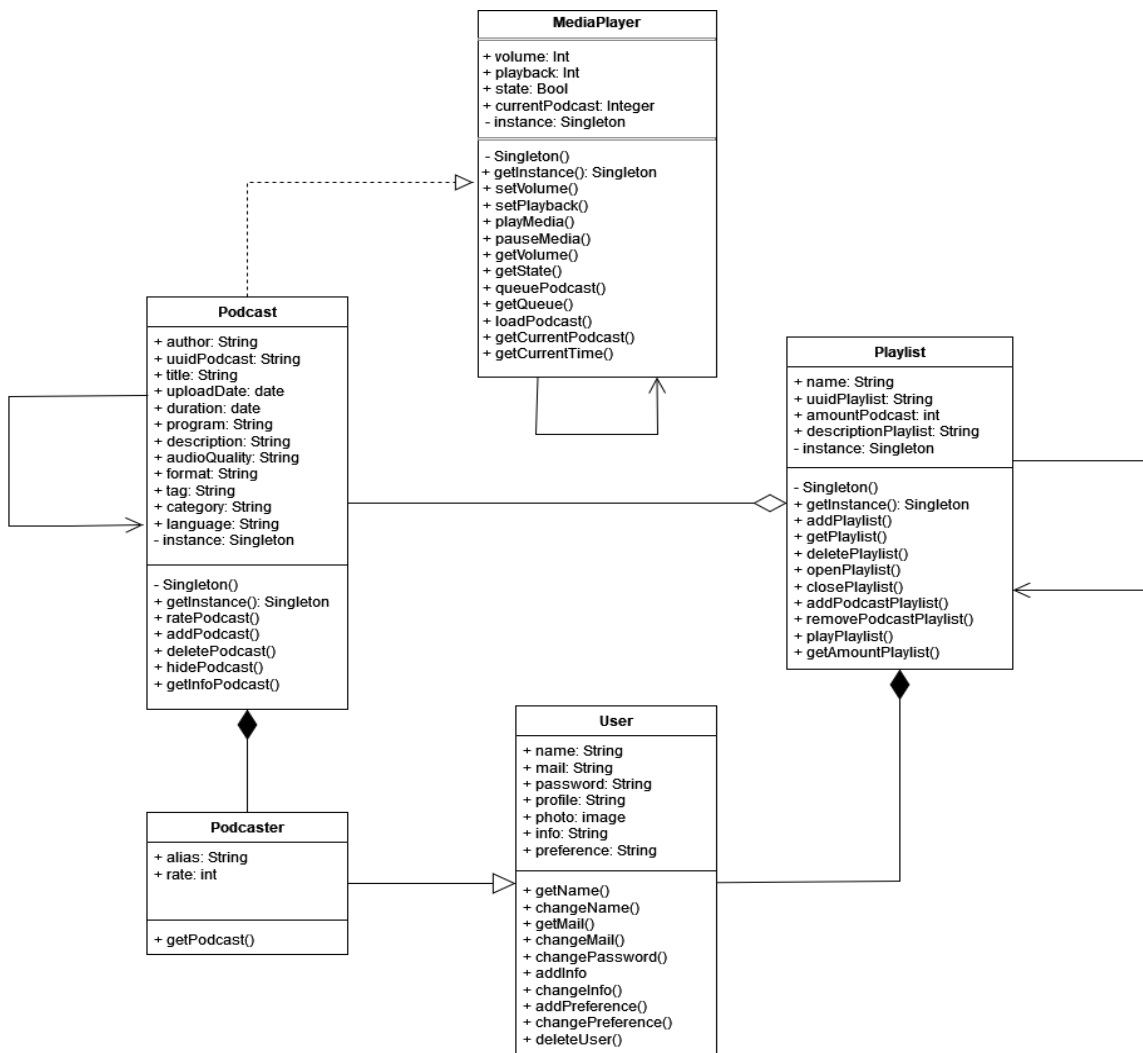 MediaPlayer
+ volume: Int
+ playback: Int
+ state: Bool
+ currentPodcast: Integer
- instance: Singleton
- Singleton()
+ getInstance(): Singleton
+ setVolume()
+ setPlayback()
+ playMedia()
+ pauseMedia()
+ getVolume()
+ getState()
+ queuePodcast()
+ getQueue()
+ loadPodcast()
+ getCurrentPodcast()
+ getCurrentTime()
Podcast
+ author: String
+ uuidPodcast: String
+ title: String
+ uploadDate: date
+ duration: date
+ program: String
+ description: String
+ audioQuality: String
+ format: String
+ tag: String
+ category: String
+ language: String
- instance: Singleton
- Singleton()
+ getInstance(): Singleton
+ ratePodcast()
+ addPodcast()
+ deletePodcast()
+ hidePodcast()
+ getInfoPodcast()
Playlist
+ name: String
+ uuidPlaylist: String
+ amountPodcast: int
+ descriptionPlaylist: String
- instance: Singleton
- Singleton()
+ getInstance(): Singleton
+ addPlaylist()
+ getPlaylist()
+ deletePlaylist()
+ openPlaylist()
+ closePlaylist()
+ addPodcastPlaylist()
+ removePodcastPlaylist()
+ playPlaylist()
+ getAmountPlaylist()
Podcaster
+ alias: String
+ rate: int
+ getPodcast()
User
+ name: String
+ mail: String
+ password: String
+ profile: String
+ photo: image
+ info: String
+ preference: String
+ getName()
+ changeName()
+ getMail()
+ changeMail()
+ changePassword()
+ addInfo
+ changeInfo()
+ addPreference()
+ changePreference()
+ deleteUser()